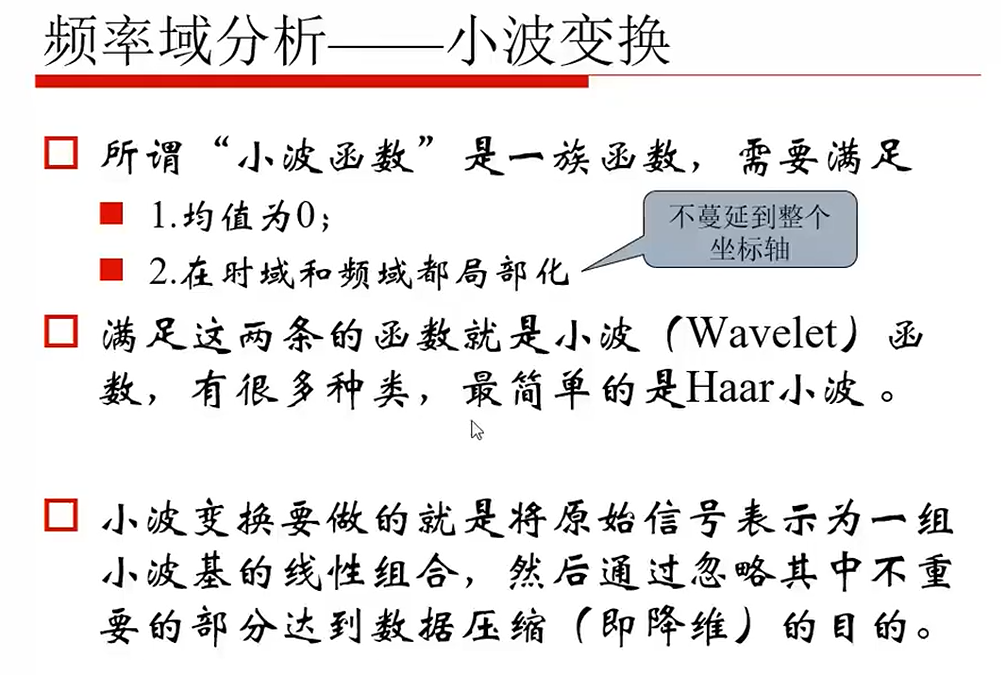 频率域分析——小波变换
所谓“小波函数”是一族函数，需要满足
1.均值为0；
不蔓延到整个
坐标轴
2.在时域和频域都局部化
满足这两条的函数就是小波（Wavelet）函
数，有很多种类，最简单的是Haar小波 。
小波变换要做的就是将原始信号表示为一组
小波基的线性组合，然后通过忽略其中不重
要的部分达到数据压缩（即降维）的目的。